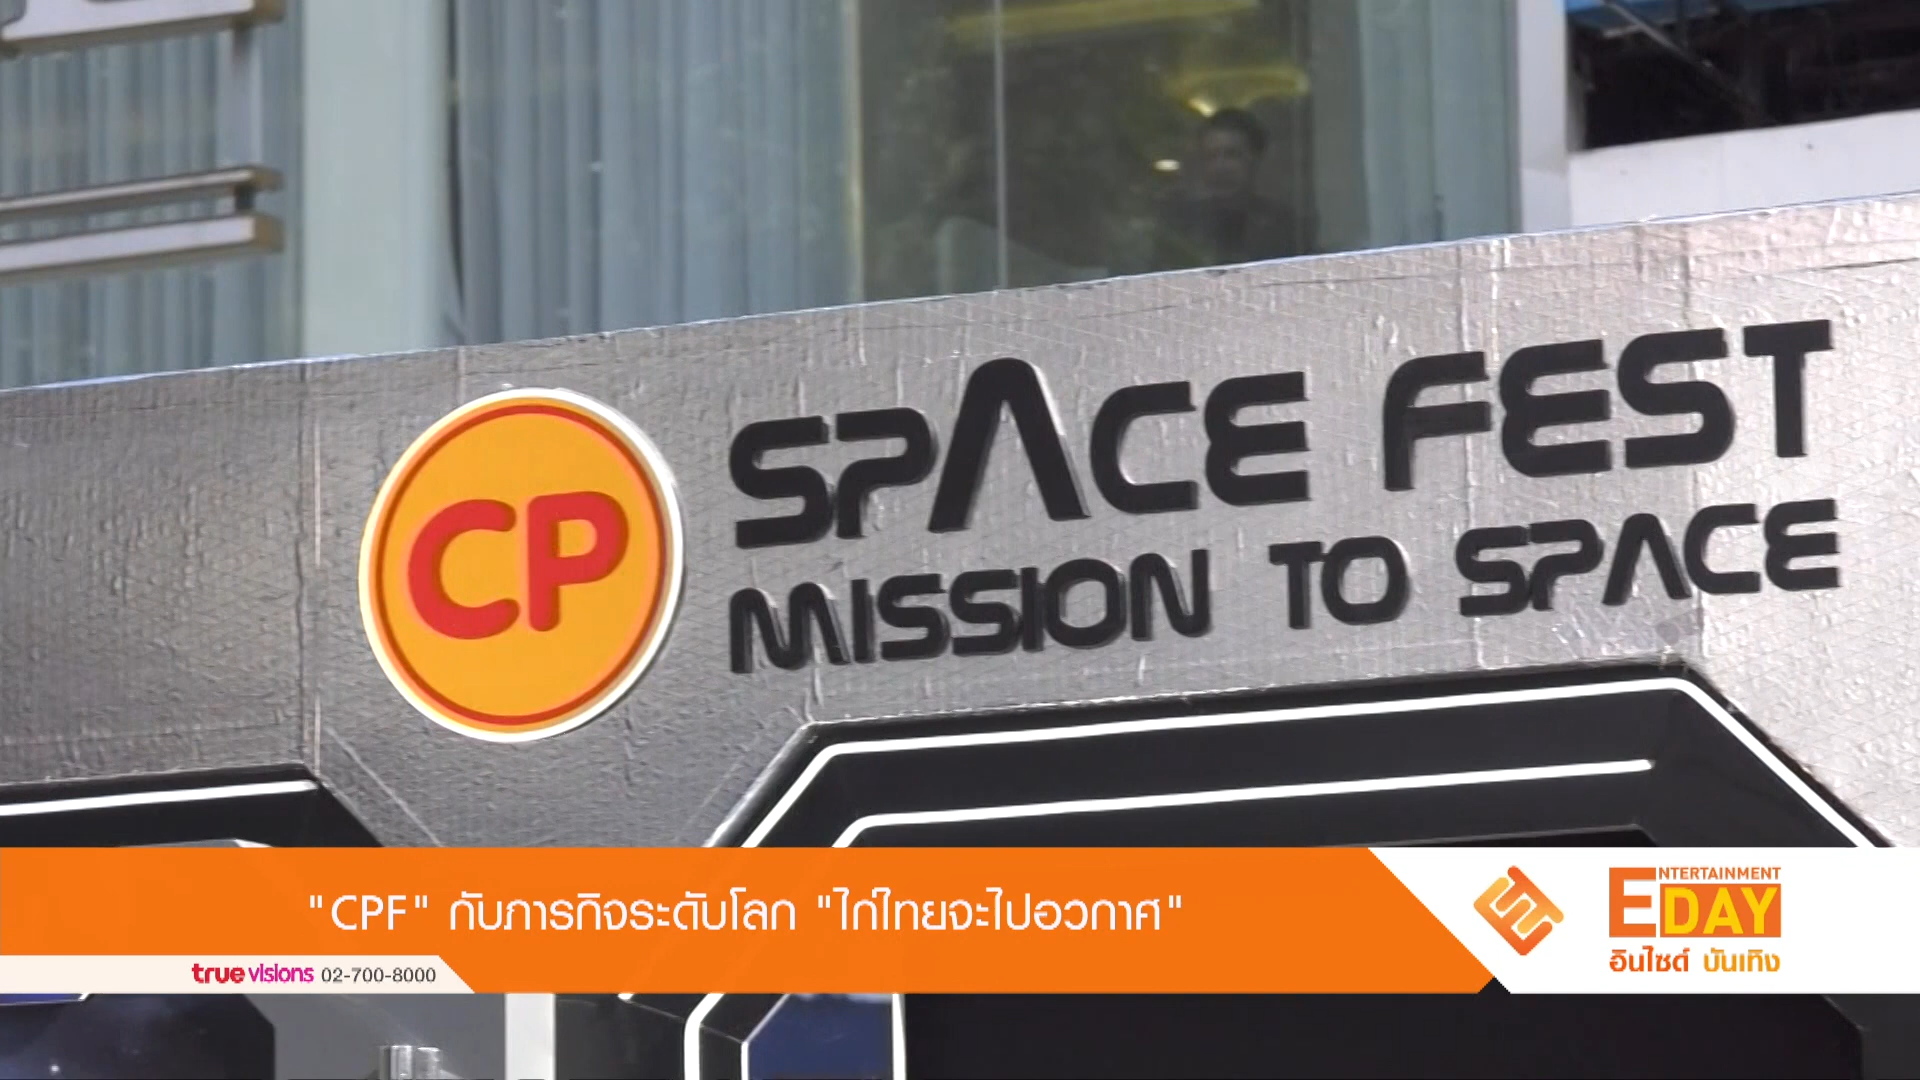 CP
SPACE FEST
MISSION TO SPACE
"CPF" กับภารกิจระดับโลก "ไก่ไทยจะไปอวกาศ"
ENTERTAINMENT
EDAY
อินไซด์ บันเทิง
true visions 02-700-8000